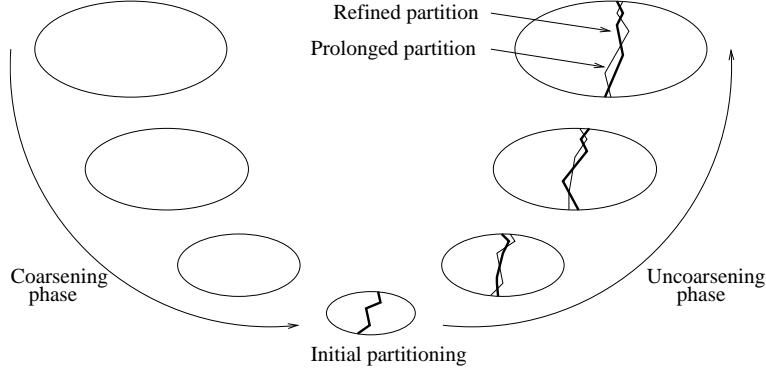 Refined partition
Prolonged partition
Coarsening
phase
Uncoarsening
phase
Initial partitioning